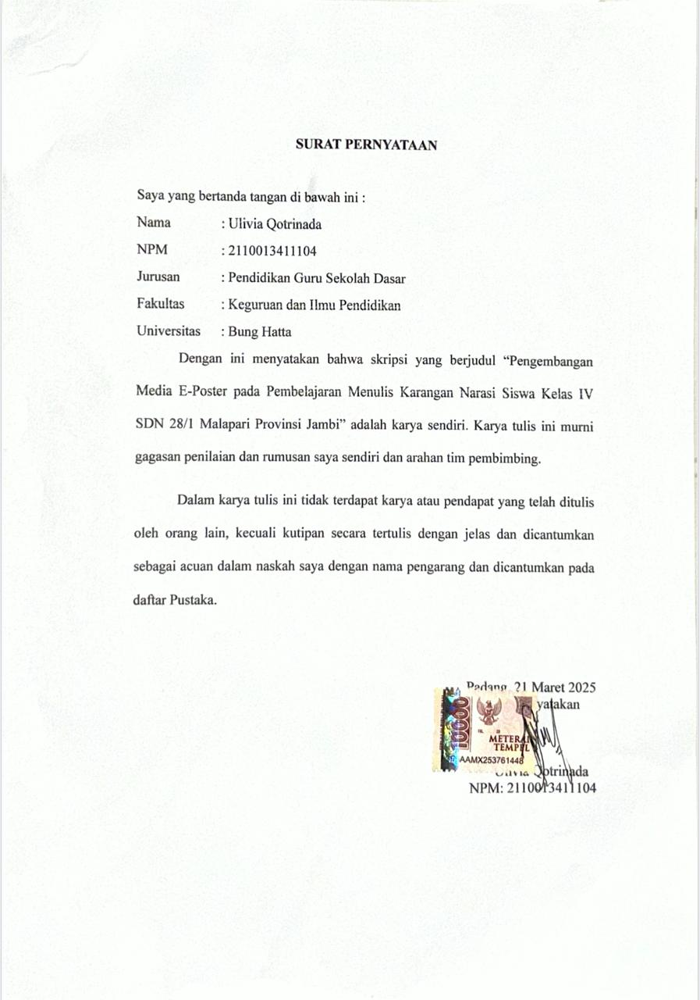 SURAT PERNYATAAN
Saya yang bertanda tangan di bawah ini :
Nama : Ulivia Qotrinada
NPM : 2110013411104
Jurusan : Pendidikan Guru Sekolah Dasar
Fakultas : Keguruan dan Ilmu Pendidikan
Universitas : Bung Hatta
Dengan ini menyatakan bahwa skripsi yang berjudul “Pengembangan
Media E-Poster pada Pembelajaran Menulis Karangan Narasi Siswa Kelas IV
SDN 28/1 Malapari Provinsi Jambi” adalah karya sendiri. Karya tulis ini murni
gagasan penilaian dan rumusan saya sendiri dan arahan tim pembimbing.
Dalam karya tulis ini tidak terdapat karya atau pendapat yang telah ditulis
oleh orang lain, kecuali kutipan secara tertulis dengan jelas dan dicantumkan
sebagai acuan dalam naskah saya dengan nama pengarang dan dicantumkan pada
daftar Pustaka.
Padang, 21 Maret 2025
yatakan
10000
METERAI
TEMPEL
AAMX253761448
Ulivia Qotrinada
NPM: 2110013411104